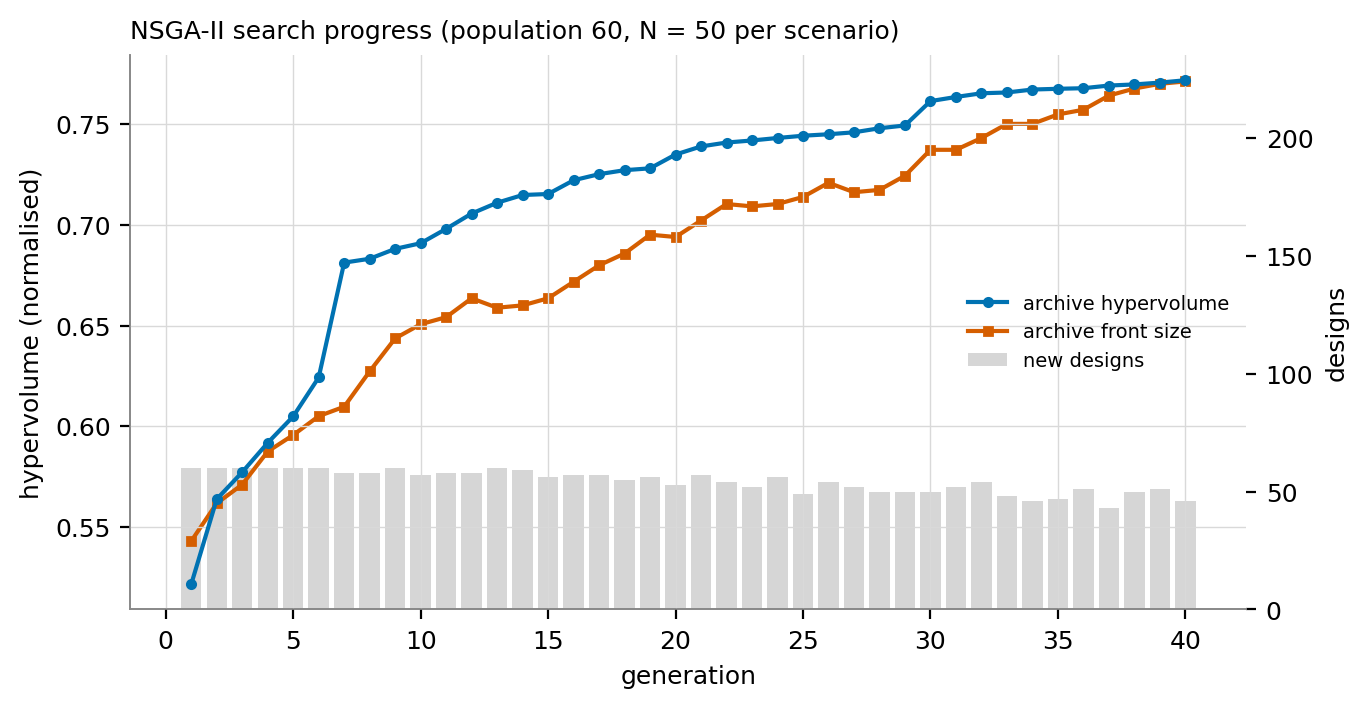 NSGA-II search progress (population 60, N = 50 per scenario)
hypervolume (normalised)
0.75
0.70
0.65
0.60
0.55
archive hypervolume
archive front size
new designs
200
150
100
50
0
designs
0 5 10 15 20 25 30 35 40
generation